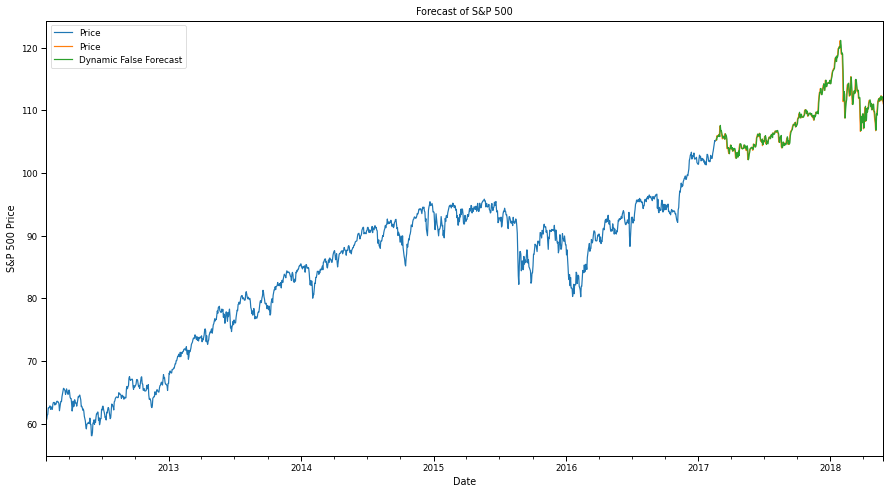 Forecast of S&P 500
Price
Price
Dynamic False Forecast
120
110
100
90
80
70
60
S&P 500 Price
2013 2014 2015 2016 2017 2018
Date